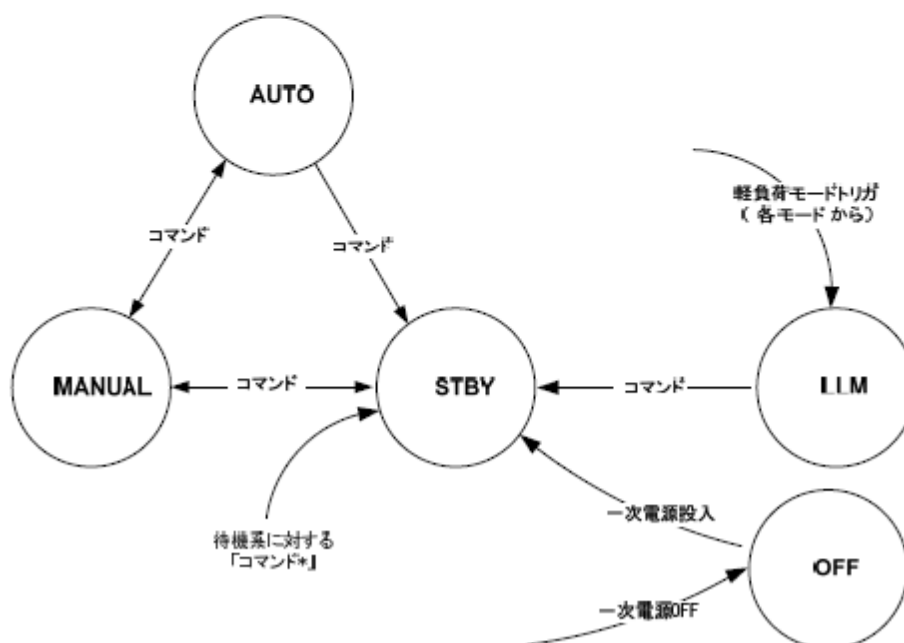 AUTO
軽負荷モードトリガ
( 各モードから)
コマンド
コマンド
MANUAL
コマンド
STBY
コマンド
LLM
一次電源投入
待機系に対する
「コマンド*」
OFF
一次電源OFF